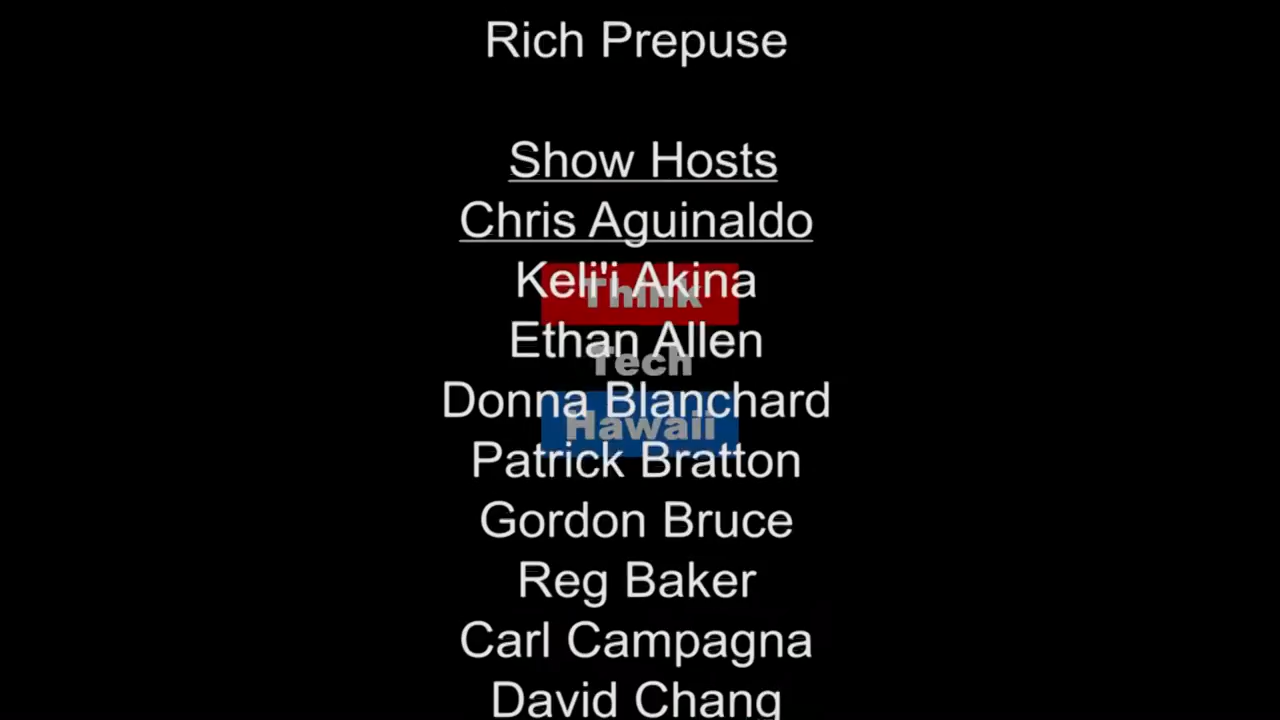 Rich Prepuse
Show Hosts
Chris Aguinaldo
Keli'i Akina
Think
Ethan Allen
Tech
Donna Blanchard
Hawaii
Patrick Bratton
Gordon Bruce
Reg Baker
Carl Campagna
David Chang